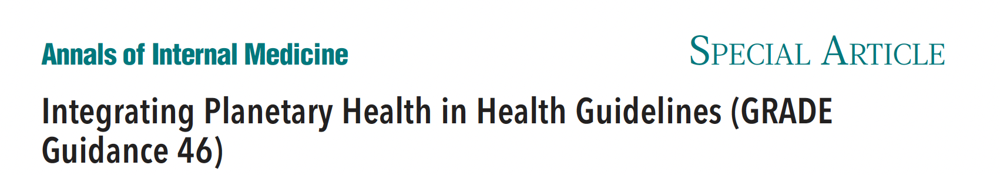 Annals of Internal Medicine
SPECIAL ARTICLE
Integrating Planetary Health in Health Guidelines (GRADE
Guidance 46)